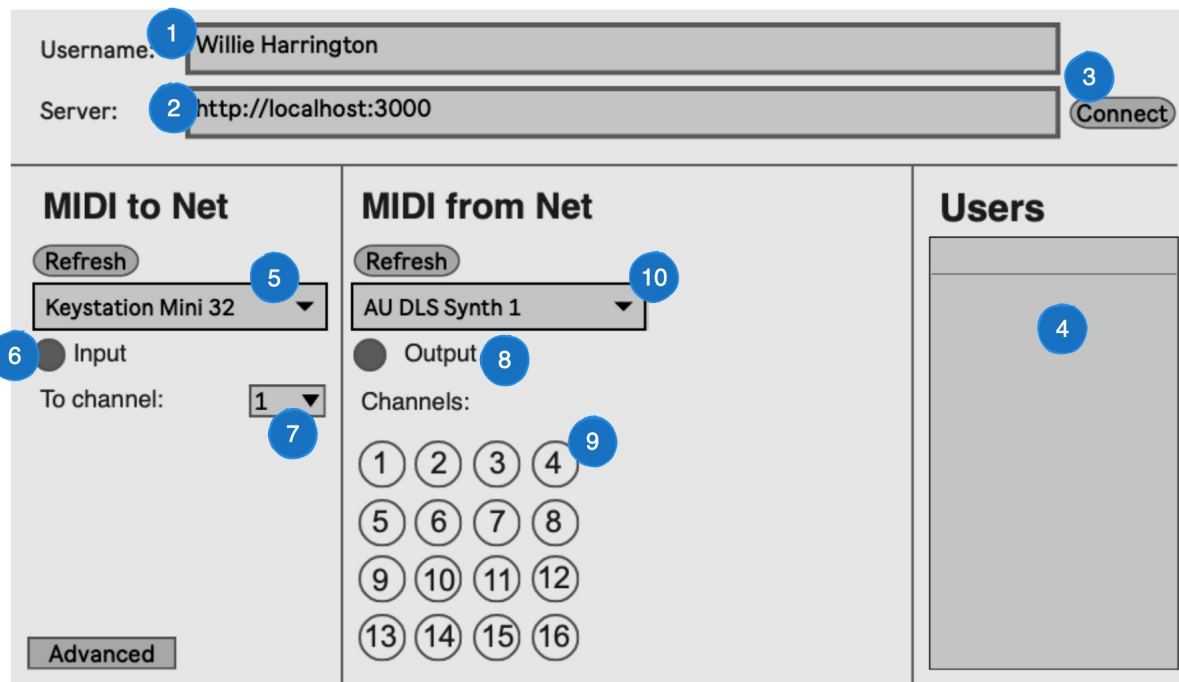 1
Username: Willie Harrington
3
Server: 2 http://localhost:3000 Connect
MIDI to Net
Refresh
5
Keystation Mini 32
6 Input
To channel: 1
7
Advanced
MIDI from Net
Refresh
10
AU DLS Synth 1
Output 8
Channels:
9
1 2 3 4
5 6 7 8
9 10 11 12
13 14 15 16
Users
4